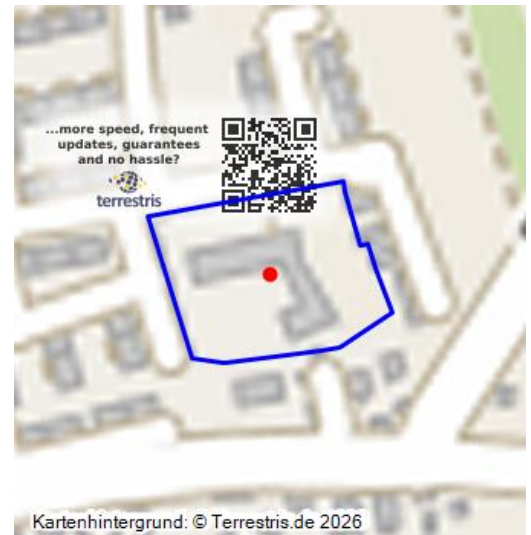 ...more speed, frequent
updates, guarantees
and no hassle?
terrestris
Kartenhintergrund: © Terrestris.de 2026